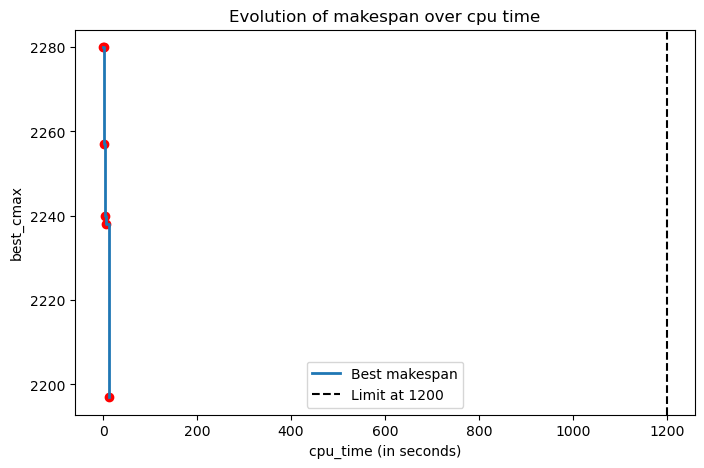 Evolution of makespan over cpu time
best_cmax
2280
2260
2240
2220
2200
Best makespan
Limit at 1200
0 200 400 600 800 1000 1200
cpu_time (in seconds)